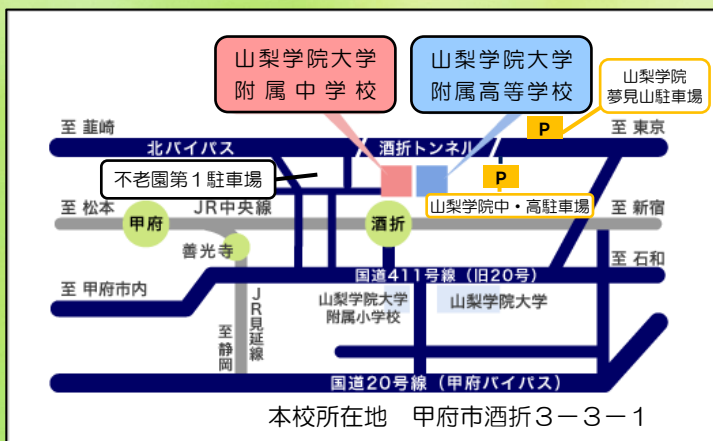 山梨学院大学
附属中学校
山梨学院大学
附属高等学校
山梨学院
夢見山駐車場
至 韮崎
P
至 東京
北バイパス
酒折トンネル
不老園第1駐車場
P
山梨学院中・高駐車場
至 松本
JR中央線
至 新宿
甲府
酒折
善光寺
至 石和
国道411号線（旧20号）
至 甲府市内
JR見延線
山梨学院大学
附属小学校
山梨学院大学
至 静岡
国道20号線（甲府バイパス）
本校所在地　甲府市酒折3－3－1